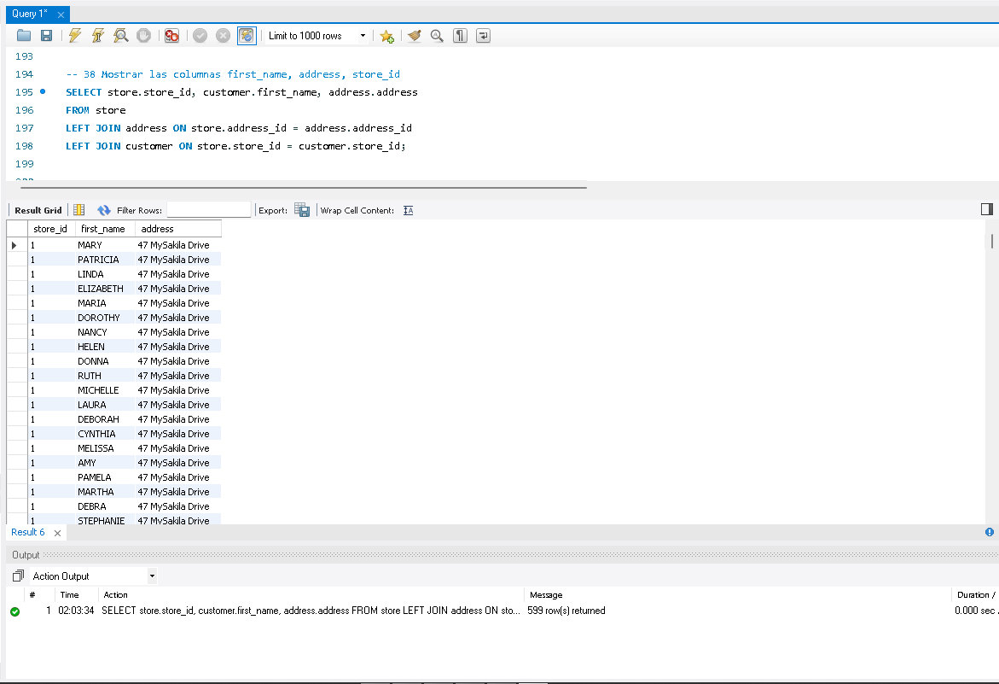 Query 1*
Limit to 1000 rows
193
194 -- 38 Mostrar las columnas first_name, address, store_id
195 SELECT store.store_id, customer.first_name, address.address
196 FROM store
197 LEFT JOIN address ON store.address_id = address.address_id
198 LEFT JOIN customer ON store.store_id = customer.store_id;
199
Result Grid Filter Rows: Export: Wrap Cell Content:
store_id first_name address
1 MARY 47 MySakila Drive
1 PATRICIA 47 MySakila Drive
1 LINDA 47 MySakila Drive
1 ELIZABETH 47 MySakila Drive
1 MARIA 47 MySakila Drive
1 DOROTHY 47 MySakila Drive
1 NANCY 47 MySakila Drive
1 HELEN 47 MySakila Drive
1 DONNA 47 MySakila Drive
1 RUTH 47 MySakila Drive
1 MICHELLE 47 MySakila Drive
1 LAURA 47 MySakila Drive
1 DEBORAH 47 MySakila Drive
1 CYNTHIA 47 MySakila Drive
1 MELISSA 47 MySakila Drive
1 AMY 47 MySakila Drive
1 PAMELA 47 MySakila Drive
1 MARTHA 47 MySakila Drive
1 DEBRA 47 MySakila Drive
1 STEPHANIE 47 MySakila Drive
Result 6
Output
Action Output
# Time Action Message Duration /
1 02:03:34 SELECT store.store_id, customer.first_name, address.address FROM store LEFT JOIN address ON sto... 599 row(s) returned 0.000 sec /